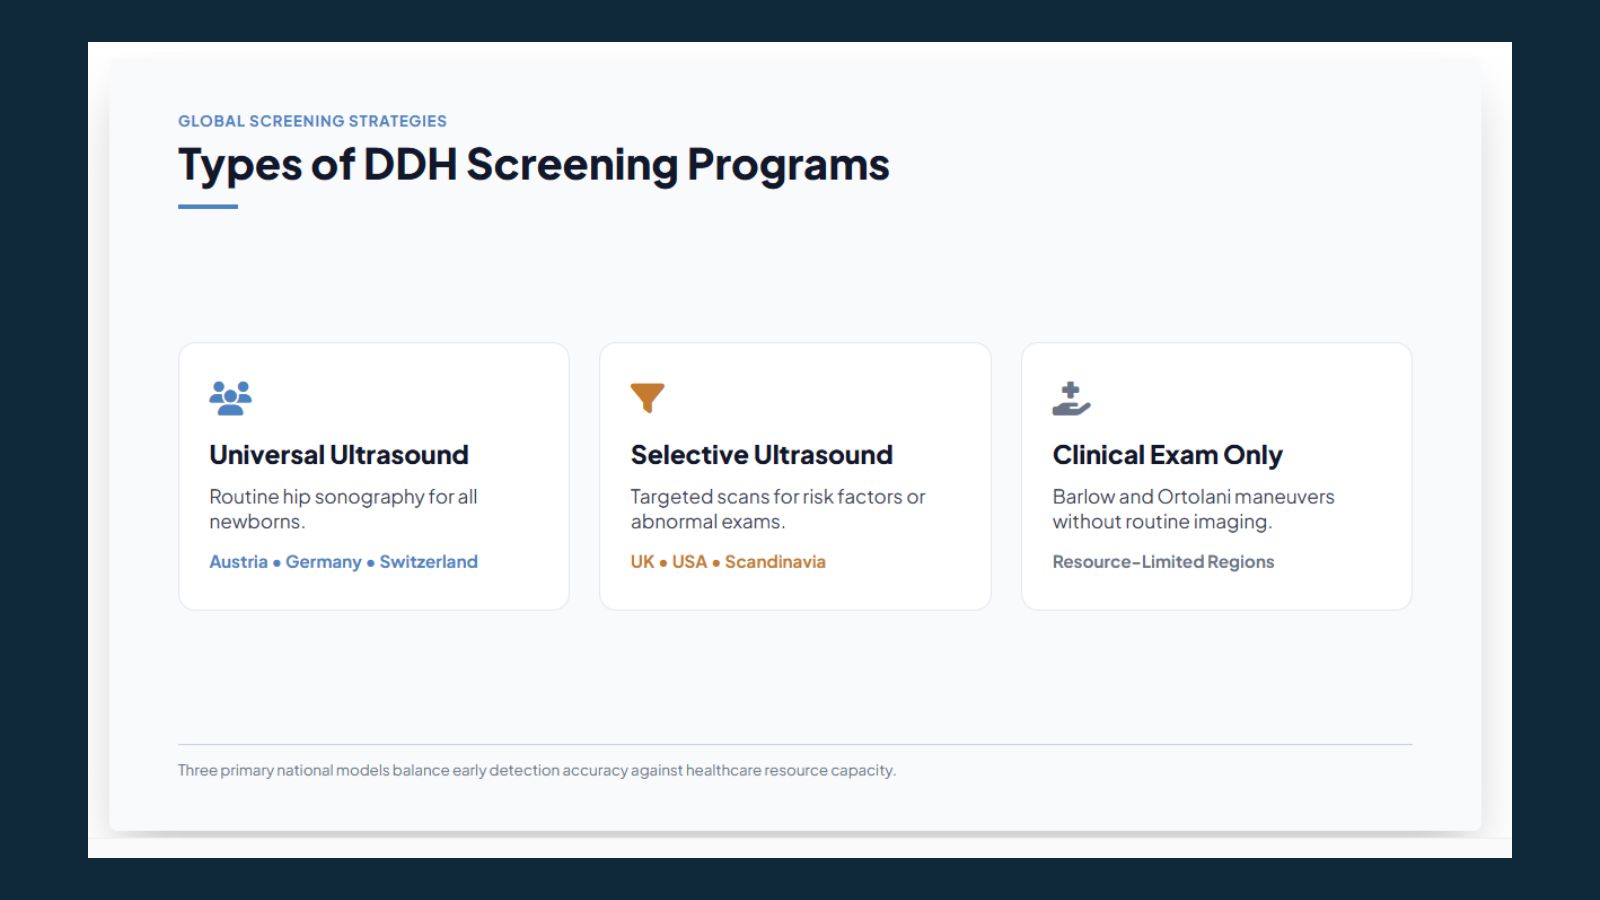 GLOBAL SCREENING STRATEGIES
Types of DDH Screening Programs
Universal Ultrasound
Routine hip sonography for all
newborns.
Austria • Germany • Switzerland
Selective Ultrasound
Targeted scans for risk factors or
abnormal exams.
UK • USA • Scandinavia
Clinical Exam Only
Barlow and Ortolani maneuvers
without routine imaging.
Resource-Limited Regions
Three primary national models balance early detection accuracy against healthcare resource capacity.